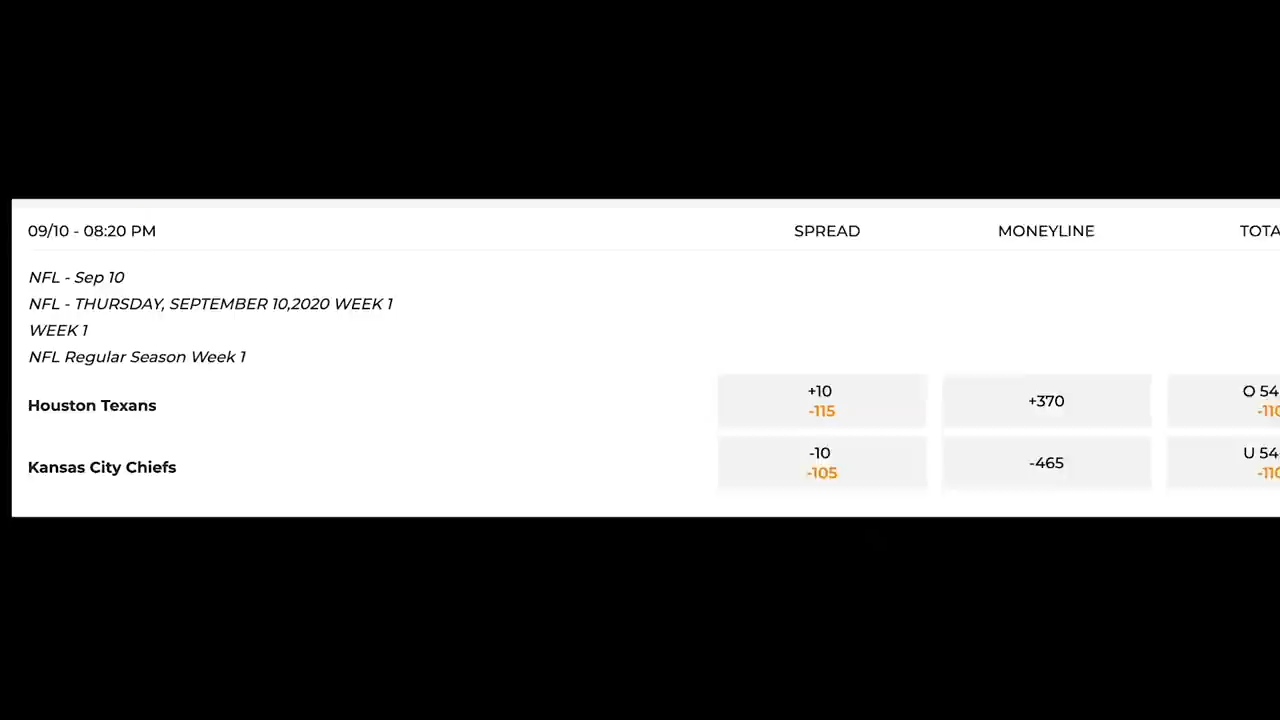 09/10 - 08:20 PM SPREAD MONEYLINE
NFL - Sep 10
NFL - THURSDAY, SEPTEMBER 10,2020 WEEK 1
WEEK 1
NFL Regular Season Week 1
Houston Texans +10 -115 +370 O 54
Kansas City Chiefs -10 -105 -465 U 54